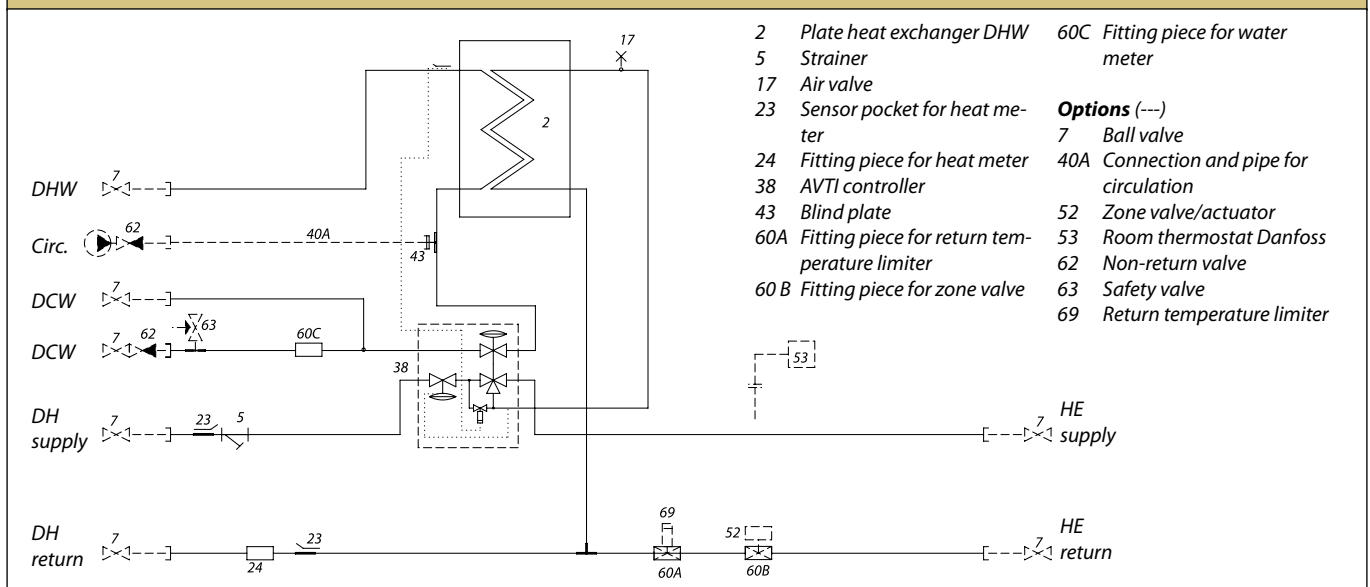 17
2
7
DHW
62
40A
Circ.
43
7
DCW
63
7
62
60C
DCW
38
53
DH
supply
7
23
5
7
HE
supply
DH
return
7
24
23
69
60A
52
60B
7
HE
return
2 Plate heat exchanger DHW
5 Strainer
17 Air valve
23 Sensor pocket for heat me-
ter
24 Fitting piece for heat meter
38 AVTI controller
43 Blind plate
60A Fitting piece for return tem-
perature limiter
60 B Fitting piece for zone valve
60C Fitting piece for water
meter
Options (---)
7 Ball valve
40A Connection and pipe for
circulation
52 Zone valve/actuator
53 Room thermostat Danfoss
62 Non-return valve
63 Safety valve
69 Return temperature limiter